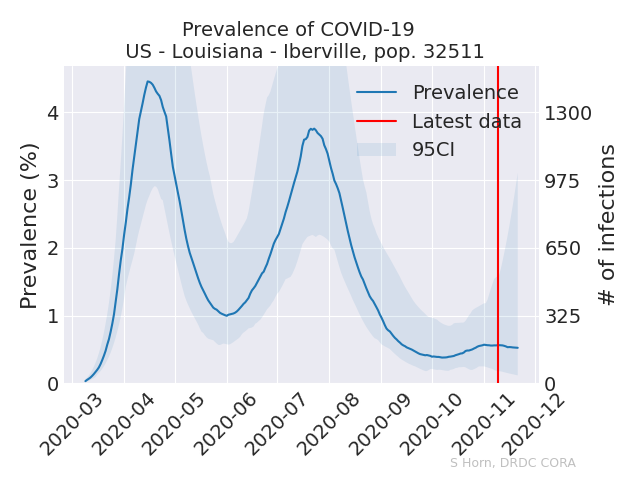 Prevalence of COVID-19
US - Louisiana - Iberville, pop. 32511
Prevalence (%)
4
3
2
1
0
Prevalence
Latest data
95CI
1300
975
650
325
0
# of infections
2020-03
2020-04
2020-05
2020-06
2020-07
2020-08
2020-09
2020-10
2020-11
2020-12
S Horn, DRDC CORA